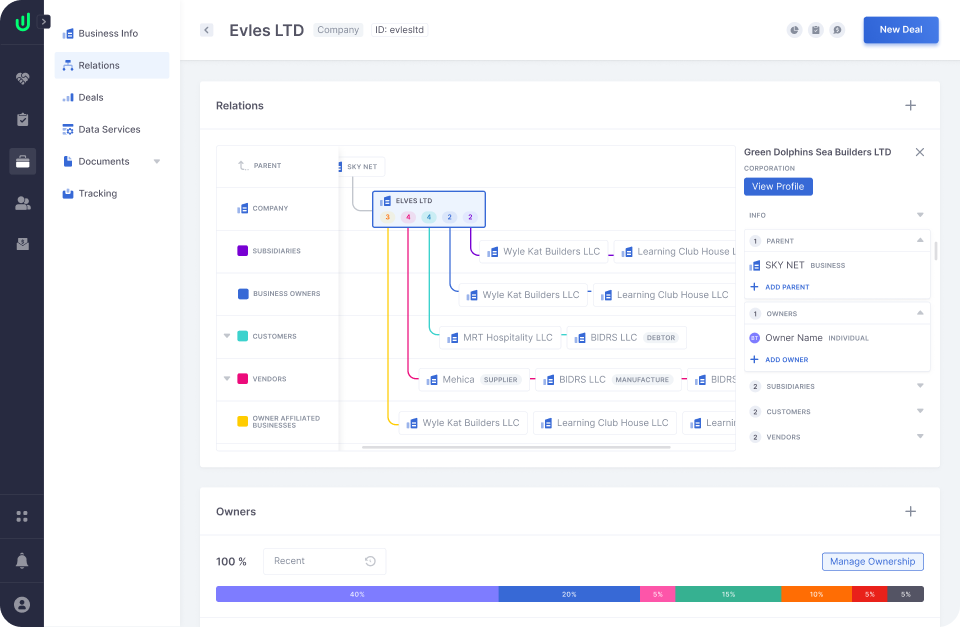 Business Info
Relations
Deals
Data Services
Documents
Tracking
Evles LTD
Company
ID: evlesltd
New Deal
Relations
PARENT
SKY NET
COMPANY
ELVES LTD
3 4 4 2 2
SUBSIDIARIES
Wyle Kat Builders LLC
Learning Club House L
BUSINESS OWNERS
Wyle Kat Builders LLC
Learning Club House LLC
CUSTOMERS
MRT Hospitality LLC
BIDRS LLC DEBTOR
VENDORS
Mehica SUPPLIER
BIDRS LLC MANUFACTURE
BIDRS
OWNER AFFILIATED
BUSINESSES
Wyle Kat Builders LLC
Learning Club House LLC
Learnin
Green Dolphins Sea Builders LTD
CORPORATION
View Profile
INFO
1 PARENT
SKY NET BUSINESS
ADD PARENT
1 OWNERS
BT Owner Name INDIVIDUAL
ADD OWNER
2 SUBSIDIARIES
2 CUSTOMERS
2 VENDORS
Owners
100 %
Recent
Manage Ownership
40% 20% 5% 15% 10% 5% 5%